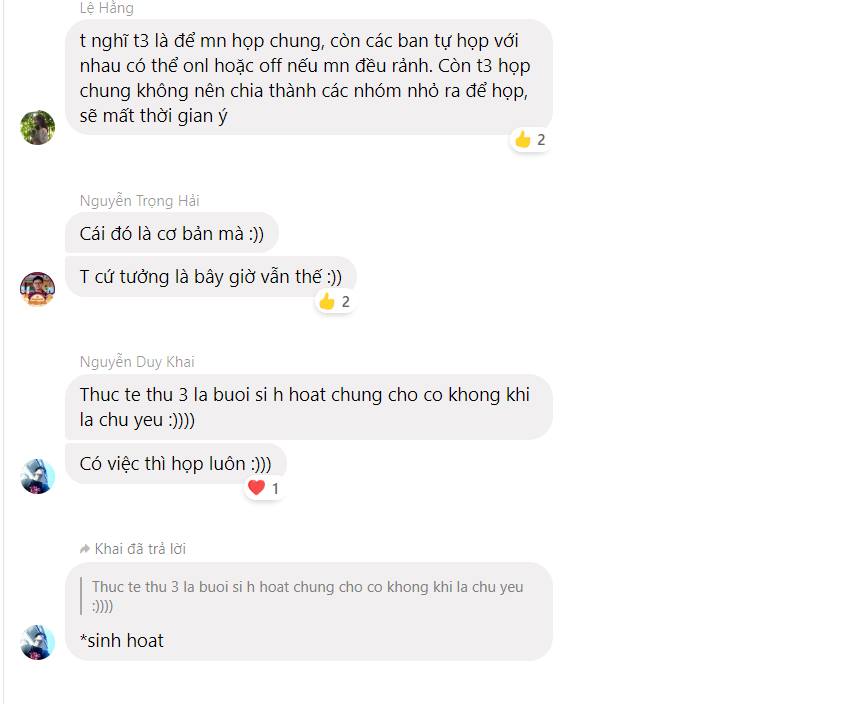 Lệ Hằng
t nghĩ t3 là để mn họp chung, còn các ban tự họp với
nhau có thể onl hoặc off nếu mn đều rảnh. Còn t3 họp
chung không nên chia thành các nhóm nhỏ ra để họp,
sẽ mất thời gian ý
2
Nguyễn Trọng Hải
Cái đó là cơ bản mà :))
T cứ tưởng là bây giờ vẫn thế :))
2
Nguyễn Duy Khai
Thuc te thu 3 la buoi si h hoat chung cho co khong khi
la chu yeu :))))
Có việc thì họp luôn :)))
1
Khai đã trả lời
Thuc te thu 3 la buoi si h hoat chung cho co khong khi la chu yeu
:))))
*sinh hoat